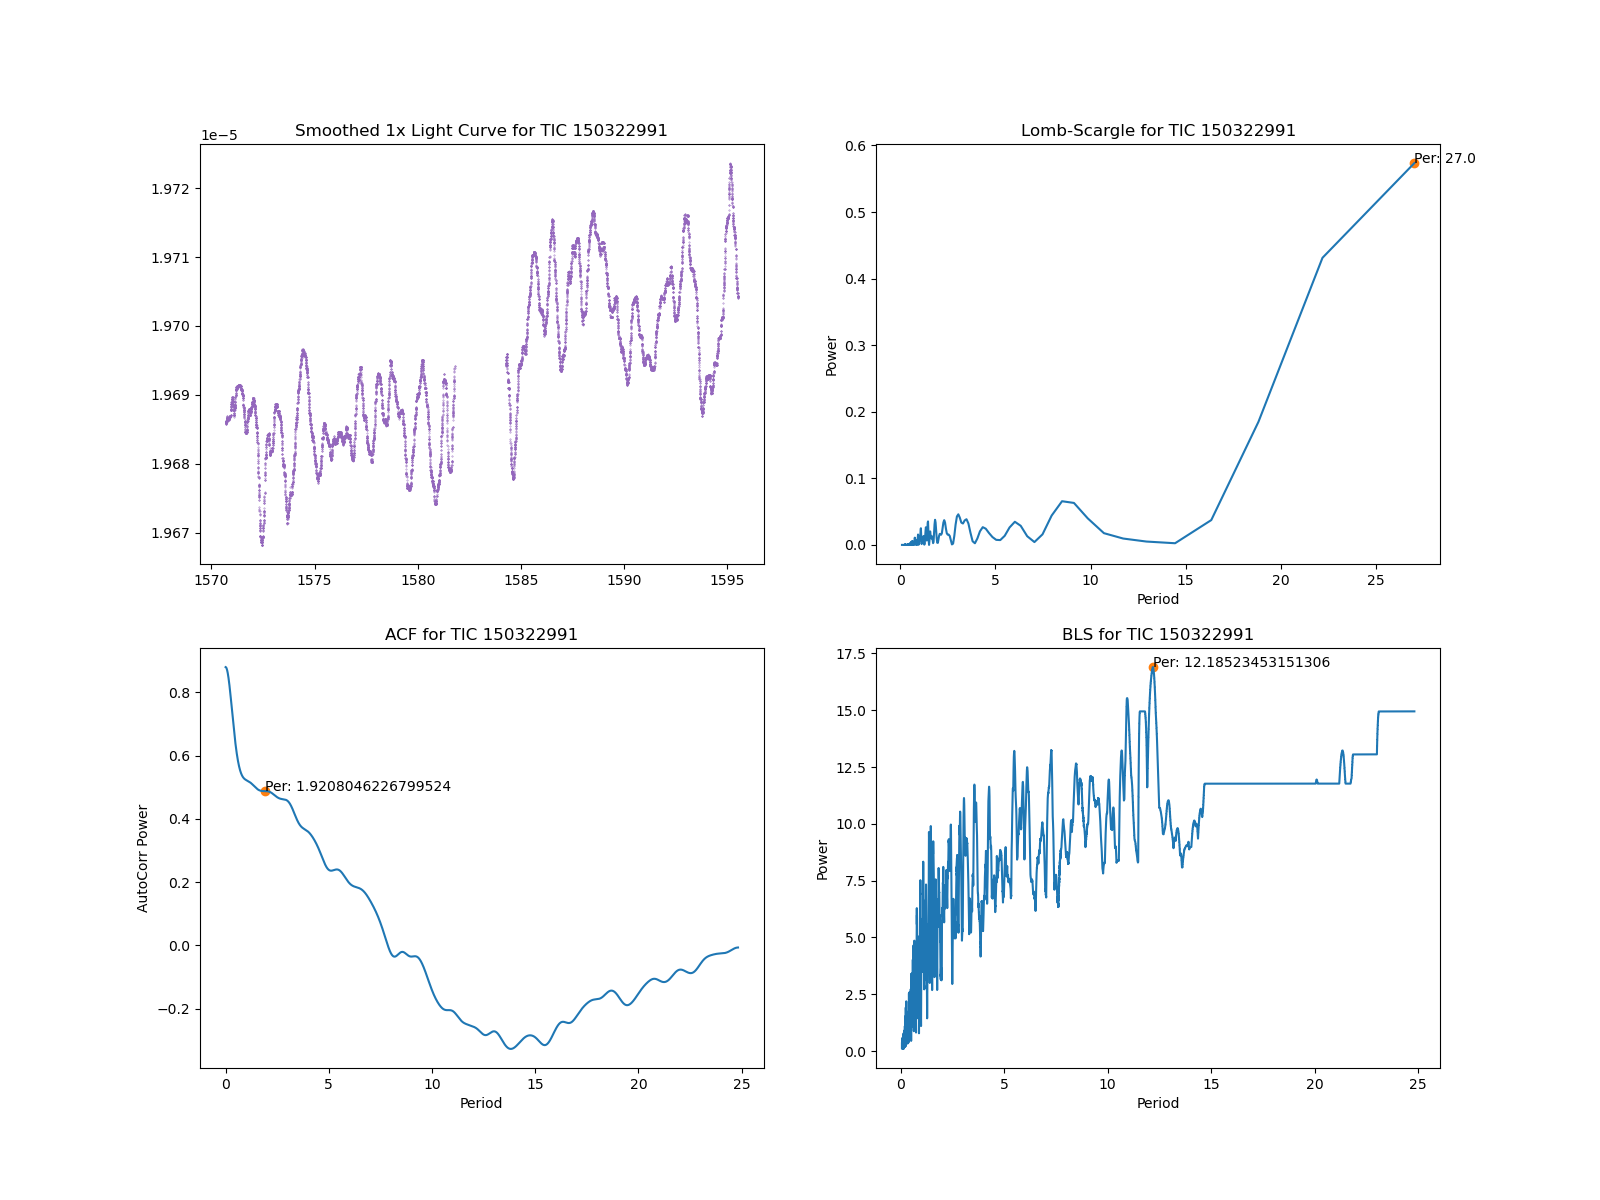 Smoothed 1x Light Curve for TIC 150322991
1e−5
1.972
1.971
1.970
1.969
1.968
1.967
1570 1575 1580 1585 1590 1595
Lomb-Scargle for TIC 150322991
Per: 27.0
0.6
0.5
0.4
0.3
0.2
0.1
0.0
Power
0 5 10 15 20 25
Period
ACF for TIC 150322991
Per: 1.9208046226799524
0.8
0.6
0.4
0.2
0.0
−0.2
AutoCorr Power
0 5 10 15 20 25
Period
BLS for TIC 150322991
Per: 12.18523453151306
17.5
15.0
12.5
10.0
7.5
5.0
2.5
0.0
Power
0 5 10 15 20 25
Period